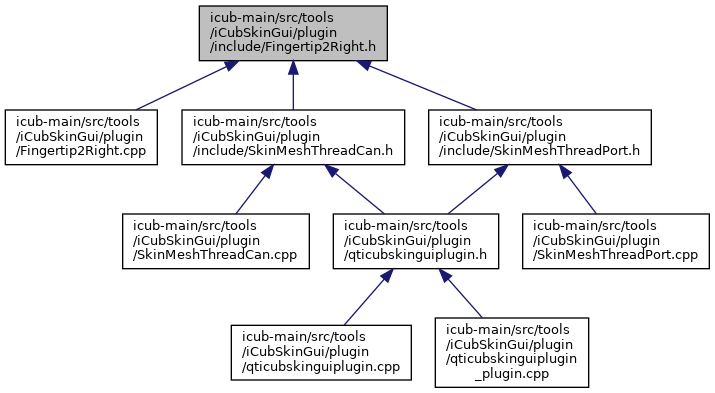 icub-main/src/tools
/iCubSkinGui/plugin
/include/Fingertip2Right.h
icub-main/src/tools
/iCubSkinGui/plugin
/Fingertip2Right.cpp
icub-main/src/tools
/iCubSkinGui/plugin
/include/SkinMeshThreadCan.h
icub-main/src/tools
/iCubSkinGui/plugin
/include/SkinMeshThreadPort.h
icub-main/src/tools
/iCubSkinGui/plugin
/SkinMeshThreadCan.cpp
icub-main/src/tools
/iCubSkinGui/plugin
/qticubskinguiplugin.h
icub-main/src/tools
/iCubSkinGui/plugin
/SkinMeshThreadPort.cpp
icub-main/src/tools
/iCubSkinGui/plugin
/qticubskinguiplugin.cpp
icub-main/src/tools
/iCubSkinGui/plugin
/qticubskinguiplugin
_plugin.cpp